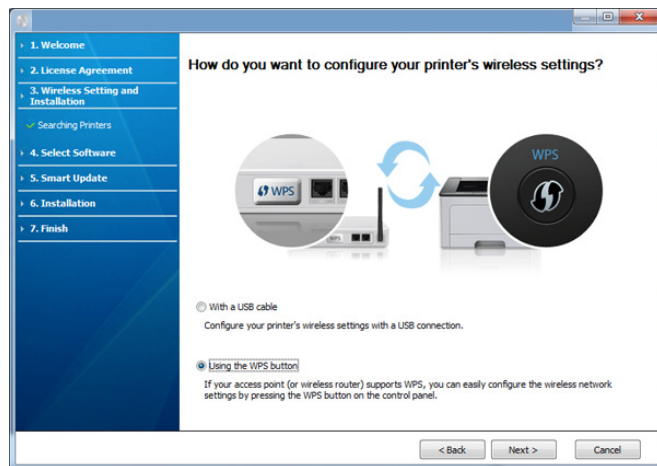 1. Welcome
2. License Agreement
3. Wireless Setting and
Installation
Searching Printers
4. Select Software
5. Smart Update
6. Installation
7. Finish
How do you want to configure your printer's wireless settings?
WPS
WPS
WPS
With a USB cable
Configure your printer's wireless settings with a USB connection.
Using the WPS button
If your access point (or wireless router) supports WPS, you can easily configure the wireless network
settings by pressing the WPS button on the control panel.
< Back
Next >
Cancel